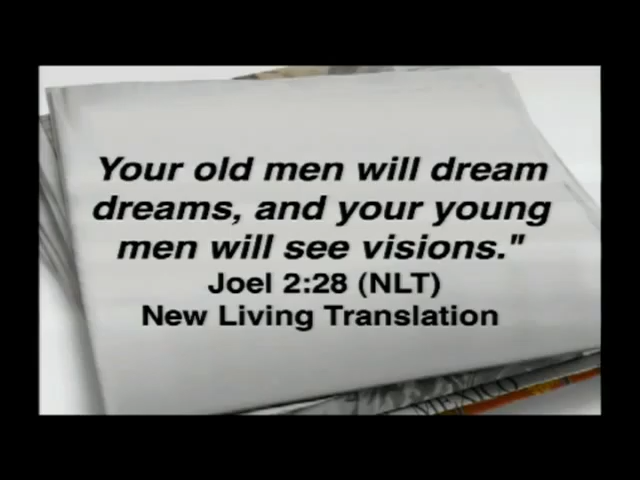 Your old men will dream
dreams, and your young
men will see visions."
Joel 2:28 (NLT)
New Living Translation
MEXICO